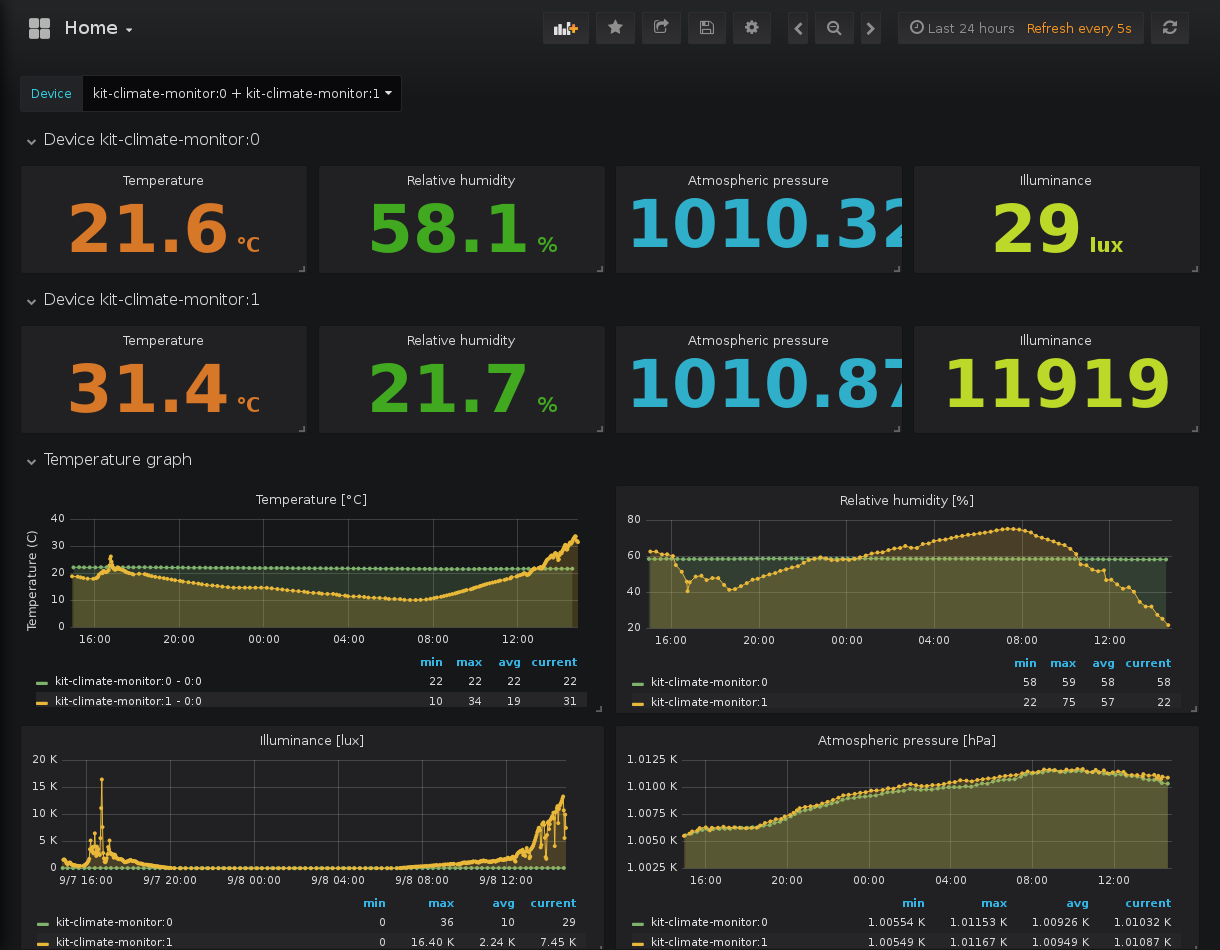 Home
Last 24 hours Refresh every 5s
Device kit-climate-monitor:0 + kit-climate-monitor:1
Device kit-climate-monitor:0
Temperature Relative humidity Atmospheric pressure Illuminance
21.6 °C 58.1 % 1010.32 29 lux
Device kit-climate-monitor:1
Temperature Relative humidity Atmospheric pressure Illuminance
31.4 °C 21.7 % 1010.87 11919
Temperature graph
Temperature [°C]
Temperature (C)
40
30
20
10
0
16:00 20:00 00:00 04:00 08:00 12:00
min max avg current
kit-climate-monitor:0 - 0:0 22 22 22 22
kit-climate-monitor:1 - 0:0 10 34 19 31
Relative humidity [%]
80
60
40
20
16:00 20:00 00:00 04:00 08:00 12:00
min max avg current
kit-climate-monitor:0 58 59 58 58
kit-climate-monitor:1 22 75 57 22
Illuminance [lux]
20 K
15 K
10 K
5 K
0
9/7 16:00 9/7 20:00 9/8 00:00 9/8 04:00 9/8 08:00 9/8 12:00
min max avg current
kit-climate-monitor:0 0 36 10 29
kit-climate-monitor:1 0 16.40 K 2.24 K 7.45 K
Atmospheric pressure [hPa]
1.0125 K
1.0100 K
1.0075 K
1.0050 K
1.0025 K
16:00 20:00 00:00 04:00 08:00 12:00
min max avg current
kit-climate-monitor:0 1.00554 K 1.01153 K 1.00926 K 1.01032 K
kit-climate-monitor:1 1.00549 K 1.01167 K 1.00949 K 1.01087 K